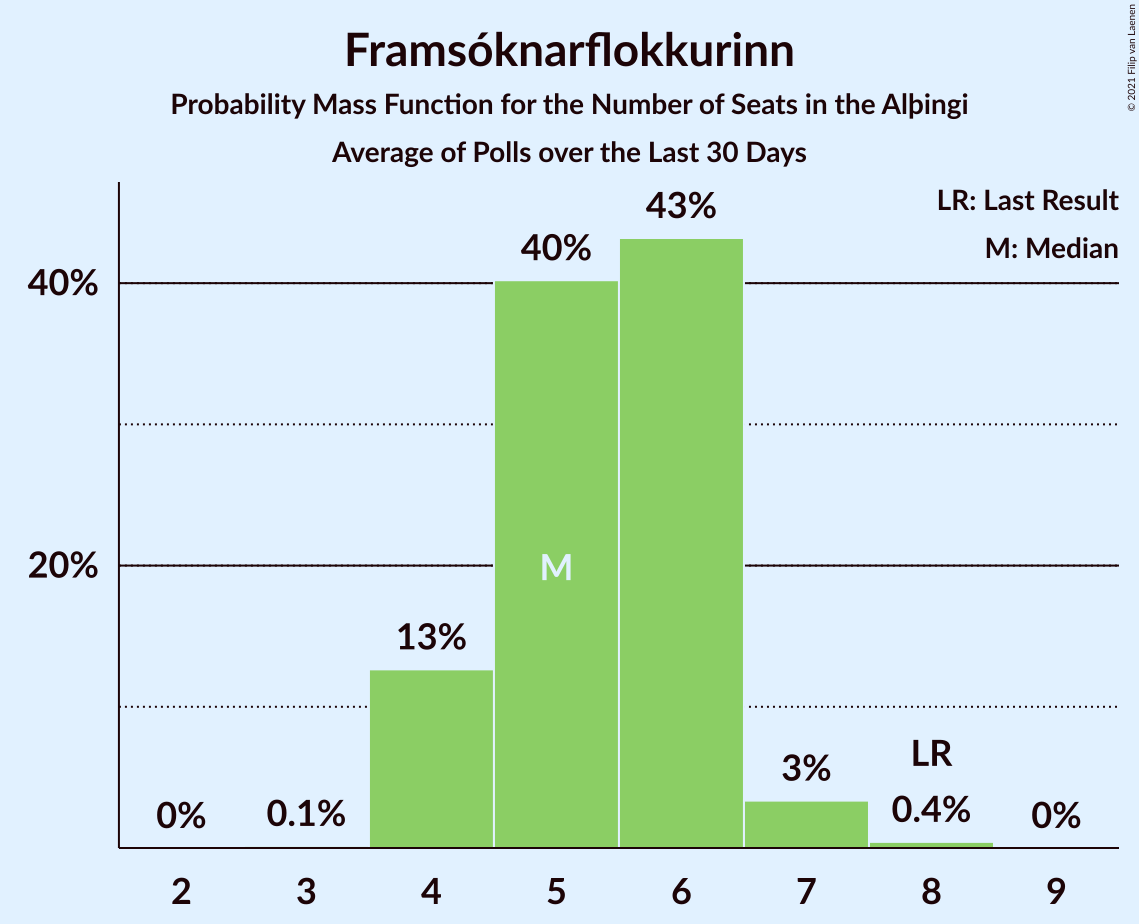 Framsóknarflokkurinn
Probability Mass Function for the Number of Seats in the Alþingi
Average of Polls over the Last 30 Days
© 2021 Filip van Laenen
LR: Last Result
M: Median
43%
40%
40%
20%
M
13%
LR
3%
0%
0.1%
0.4%
0%
2 3 4 5 6 7 8 9